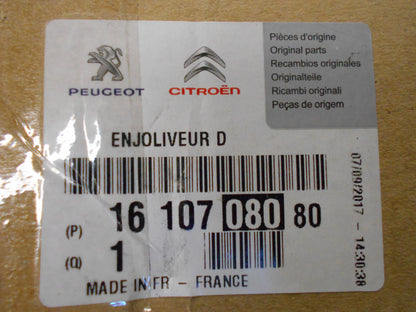 PEUGEOT
CITROËN
Pièces d'origine
Original parts
Recambios originales
Originalteile
Ricambi originali
Peças de origem
ENJOLIVEUR D
(P) 16 107 080 80
(Q) 1
MADE IN FR - FRANCE
07/09/2017 - 14:30:38